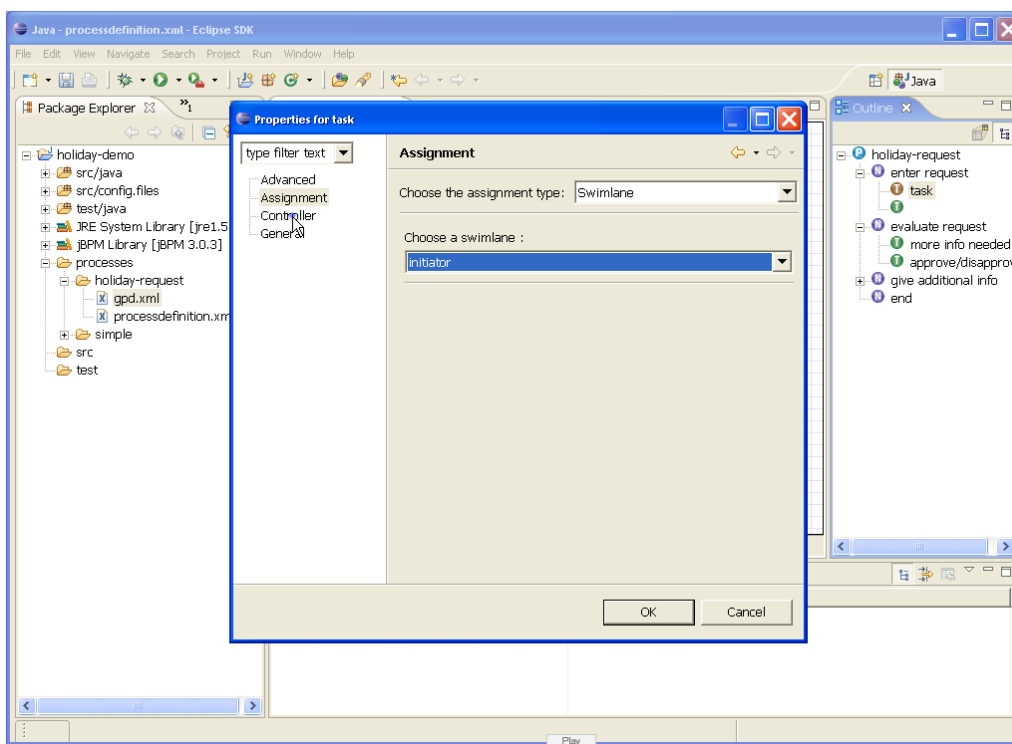 Java - processdefinition.xml - Eclipse SDK
File Edit View Navigate Search Project Run Window Help
Java
Package Explorer
»1
holiday-demo
src/java
src/config.files
test/java
JRE System Library [jre1.5
jBPM Library [jBPM 3.0.3]
processes
holiday-request
gpd.xml
processdefinition.xm
simple
src
test
Properties for task
type filter text
Advanced
Assignment
Controller
General
Assignment
Choose the assignment type: Swimlane
Choose a swimlane :
initiator
OK Cancel
Outline
holiday-request
enter request
task
evaluate request
more info needed
approve/disapprov
give additional info
end
Play